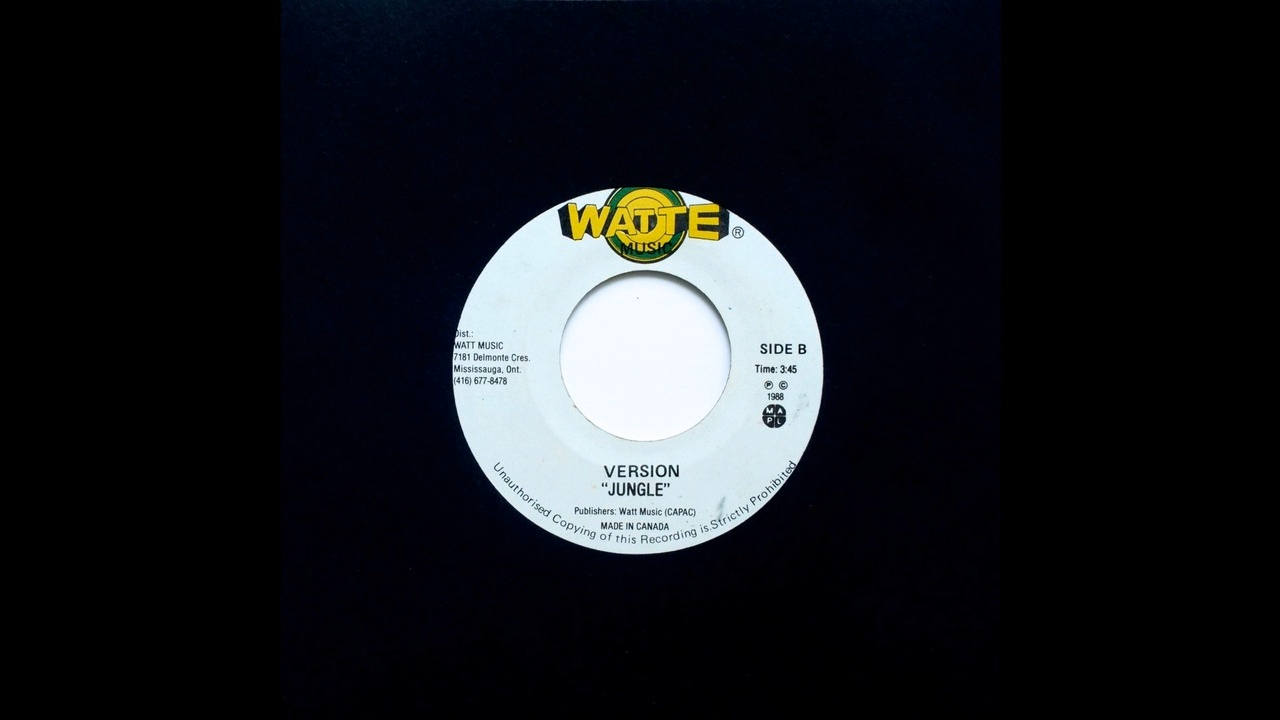 WATTE
MUSIC
®
Dist.:
WATT MUSIC
7181 Delmonte Cres.
Mississauga, Ont.
(416) 677-8478
SIDE B
Time: 3:45
℗ ©
1988
M A
P L
VERSION
“JUNGLE”
Publishers: Watt Music (CAPAC)
MADE IN CANADA
Unauthorised Copying of this Recording is.Strictly Prohibited